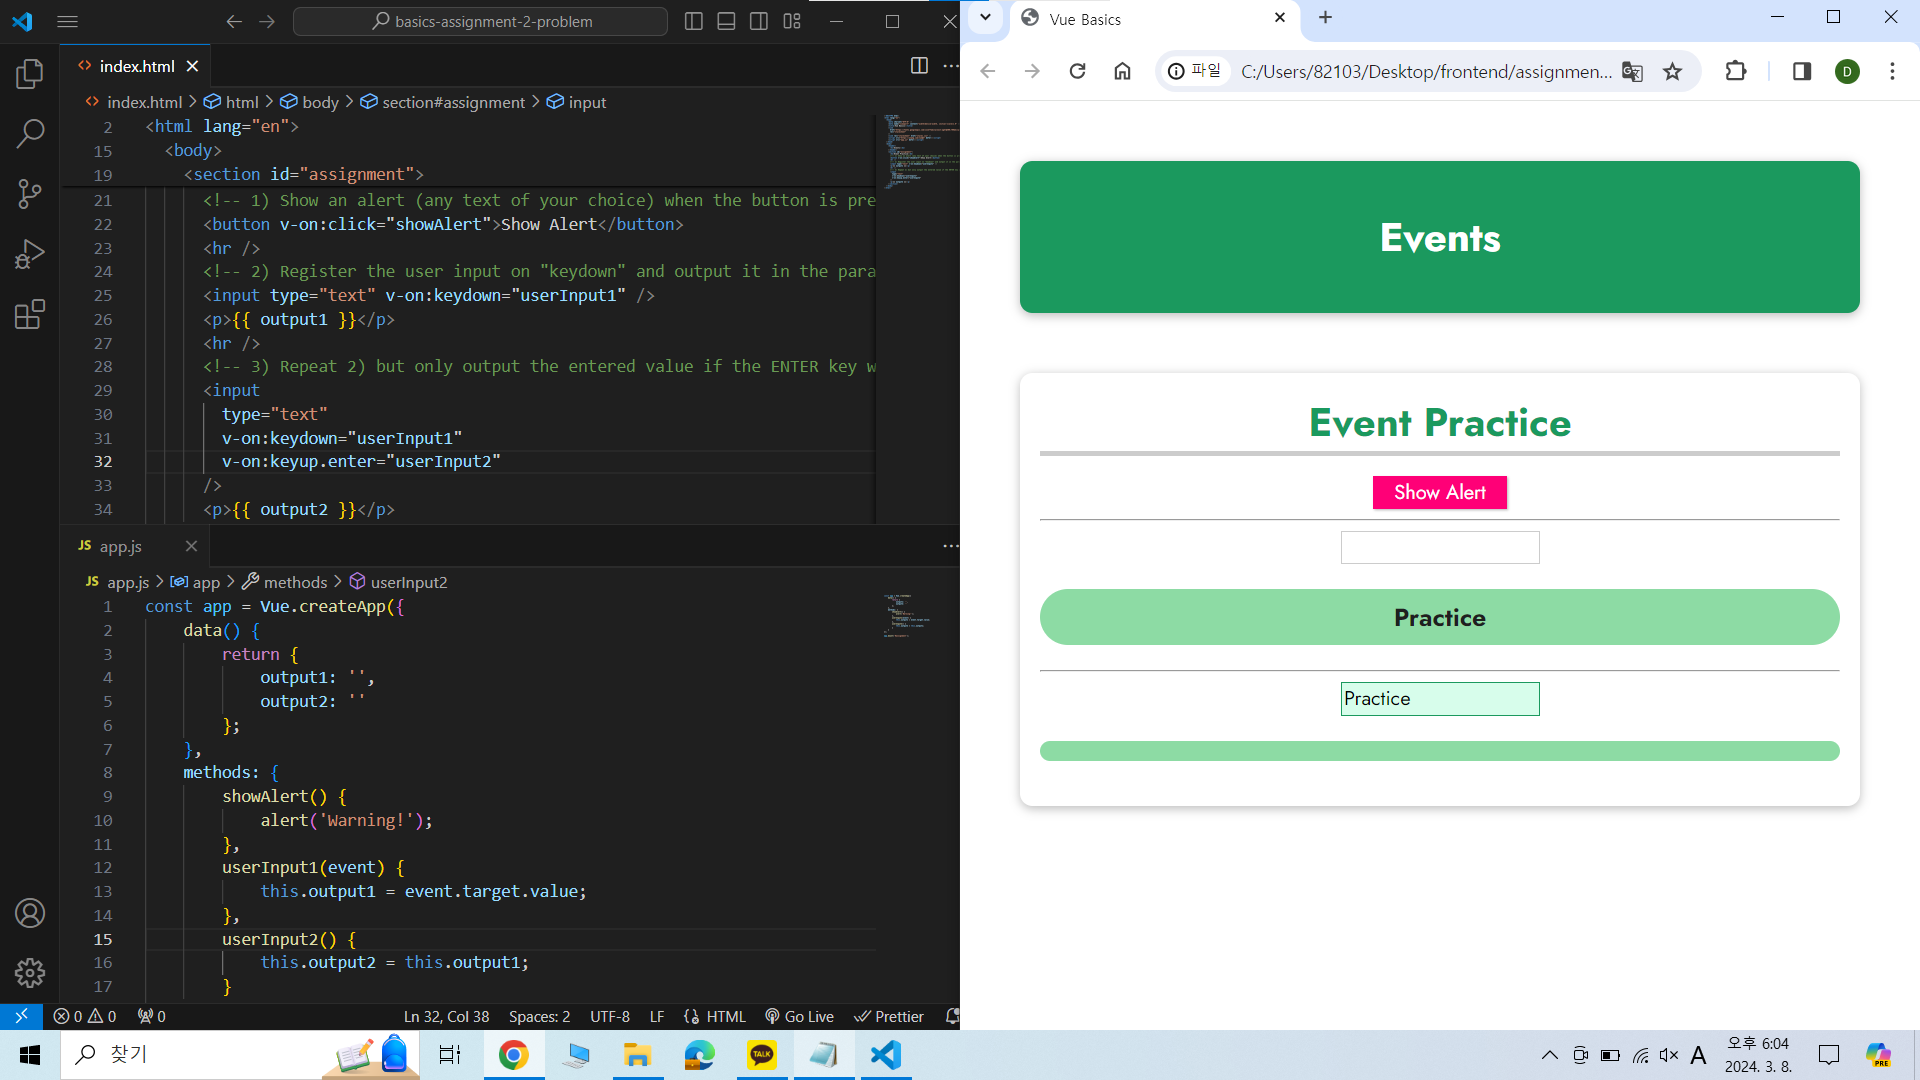 basics-assignment-2-problem
index.html
index.html > html > body > section#assignment > input
2 <html lang="en">
15 <body>
19 <section id="assignment">
21 <!-- 1) Show an alert (any text of your choice) when the button is pre
22 <button v-on:click="showAlert">Show Alert</button>
23 <hr />
24 <!-- 2) Register the user input on "keydown" and output it in the para
25 <input type="text" v-on:keydown="userInput1" />
26 <p>{{ output1 }}</p>
27 <hr />
28 <!-- 3) Repeat 2) but only output the entered value if the ENTER key w
29 <input
30 type="text"
31 v-on:keydown="userInput1"
32 v-on:keyup.enter="userInput2"
33 />
34 <p>{{ output2 }}</p>
JS app.js
JS app.js > app > methods > userInput2
1 const app = Vue.createApp({
2 data() {
3 return {
4 output1: '',
5 output2: ''
6 };
7 },
8 methods: {
9 showAlert() {
10 alert('Warning!');
11 },
12 userInput1(event) {
13 this.output1 = event.target.value;
14 },
15 userInput2() {
16 this.output2 = this.output1;
17 }
0 0 0 Ln 32, Col 38 Spaces: 2 UTF-8 LF HTML Go Live Prettier
Vue Basics
파일 C:/Users/82103/Desktop/frontend/assignmen... D
Events
Event Practice
Show Alert
Practice
Practice
찾기
TALK
A
오후 6:04
2024. 3. 8.
PRE